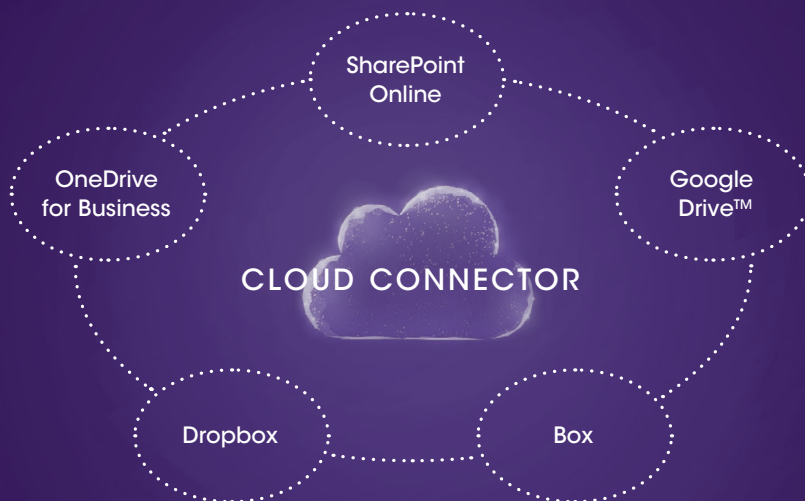 SharePoint
Online
OneDrive
for Business
Google
Drive™
CLOUD CONNECTOR
Dropbox
Box